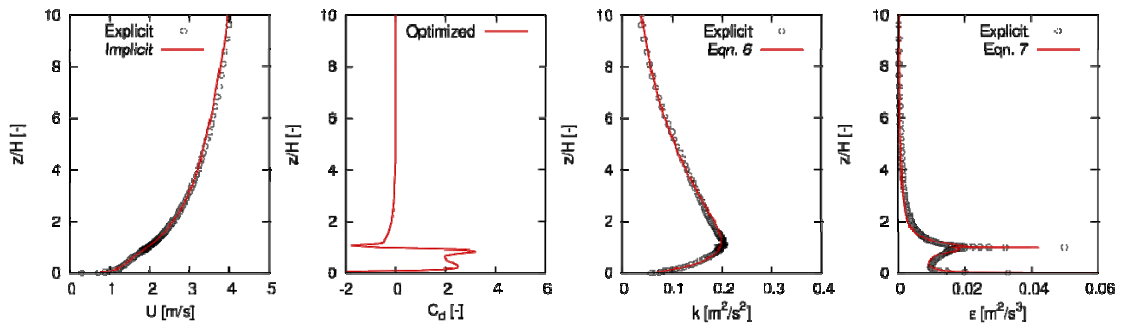 10
8
6
4
2
0
z/H [-]
Explicit
Implicit
0 1 2 3 4 5
U [m/s]
10
8
6
4
2
0
z/H [-]
Optimized
-2 0 2 4 6
C_d [-]
10
8
6
4
2
0
z/H [-]
Explicit
Eqn. 6
0 0.1 0.2 0.3 0.4
k [m²/s²]
10
8
6
4
2
0
z/H [-]
Explicit
Eqn. 7
0 0.02 0.04 0.06
ε [m²/s³]